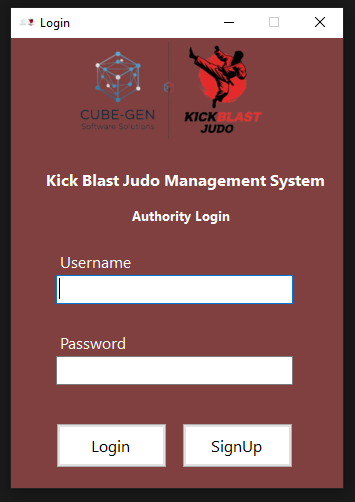 Login
CUBE-GEN
Software Solutions
KICKBLAST
JUDO
Kick Blast Judo Management System
Authority Login
Username
Password
Login
SignUp